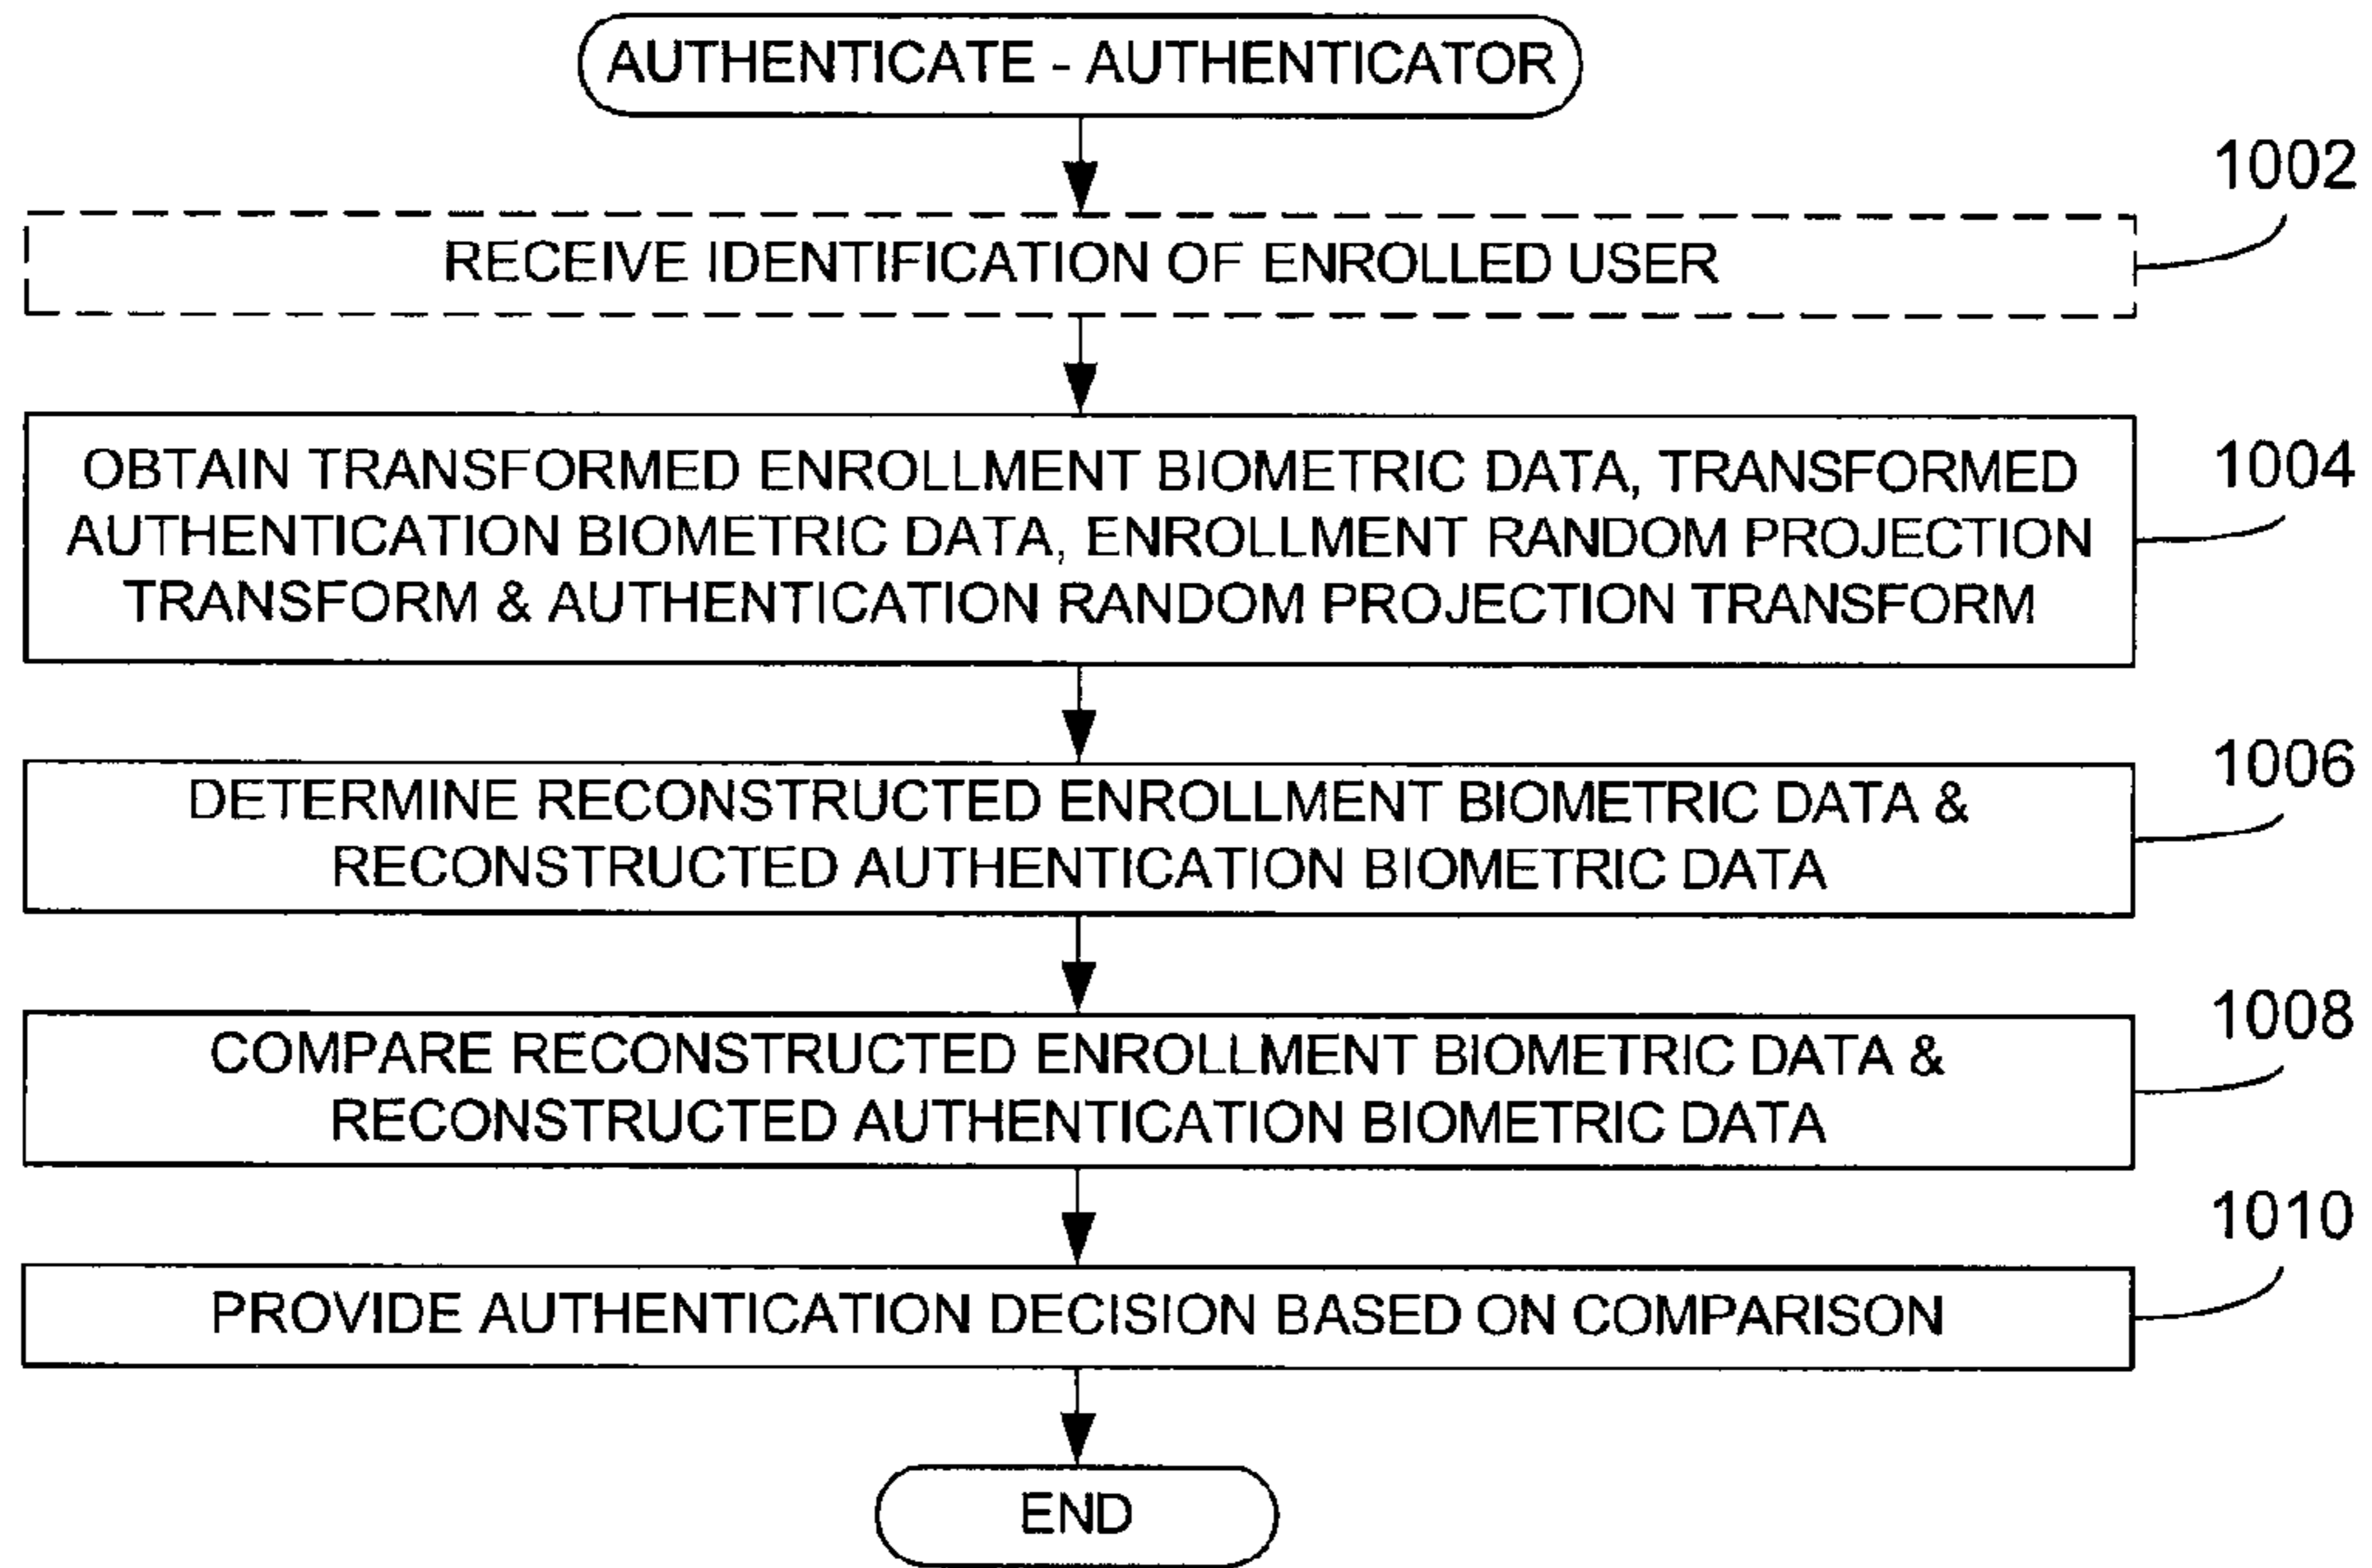 AUTHENTICATE - AUTHENTICATOR
1002
RECEIVE IDENTIFICATION OF ENROLLED USER
OBTAIN TRANSFORMED ENROLLMENT BIOMETRIC DATA, TRANSFORMED
1004
AUTHENTICATION BIOMETRIC DATA, ENROLLMENT RANDOM PROJECTION
TRANSFORM & AUTHENTICATION RANDOM PROJECTION TRANSFORM
1006
DETERMINE RECONSTRUCTED ENROLLMENT BIOMETRIC DATA &
RECONSTRUCTED AUTHENTICATION BIOMETRIC DATA
1008
COMPARE RECONSTRUCTED ENROLLMENT BIOMETRIC DATA &
RECONSTRUCTED AUTHENTICATION BIOMETRIC DATA
1010
PROVIDE AUTHENTICATION DECISION BASED ON COMPARISON
END